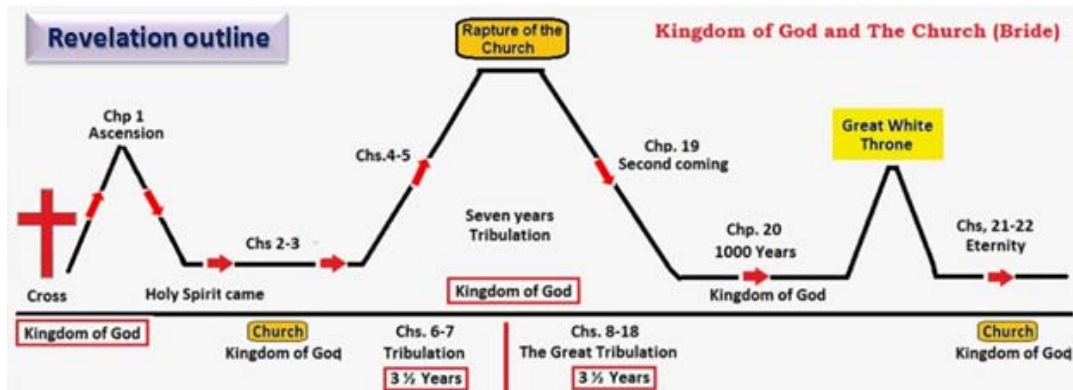 Revelation outline
Rapture of the
Church
Kingdom of God and The Church (Bride)
Chp 1
Ascension
Chs.4-5
Chp. 19
Second coming
Great White
Throne
Seven years
Tribulation
Chs 2-3
Chp. 20
1000 Years
Chs, 21-22
Eternity
Cross
Holy Spirit came
Kingdom of God
Kingdom of God
Kingdom of God
Church
Kingdom of God
Chs. 6-7
Tribulation
3 ½ Years
Chs. 8-18
The Great Tribulation
3 ½ Years
Church
Kingdom of God